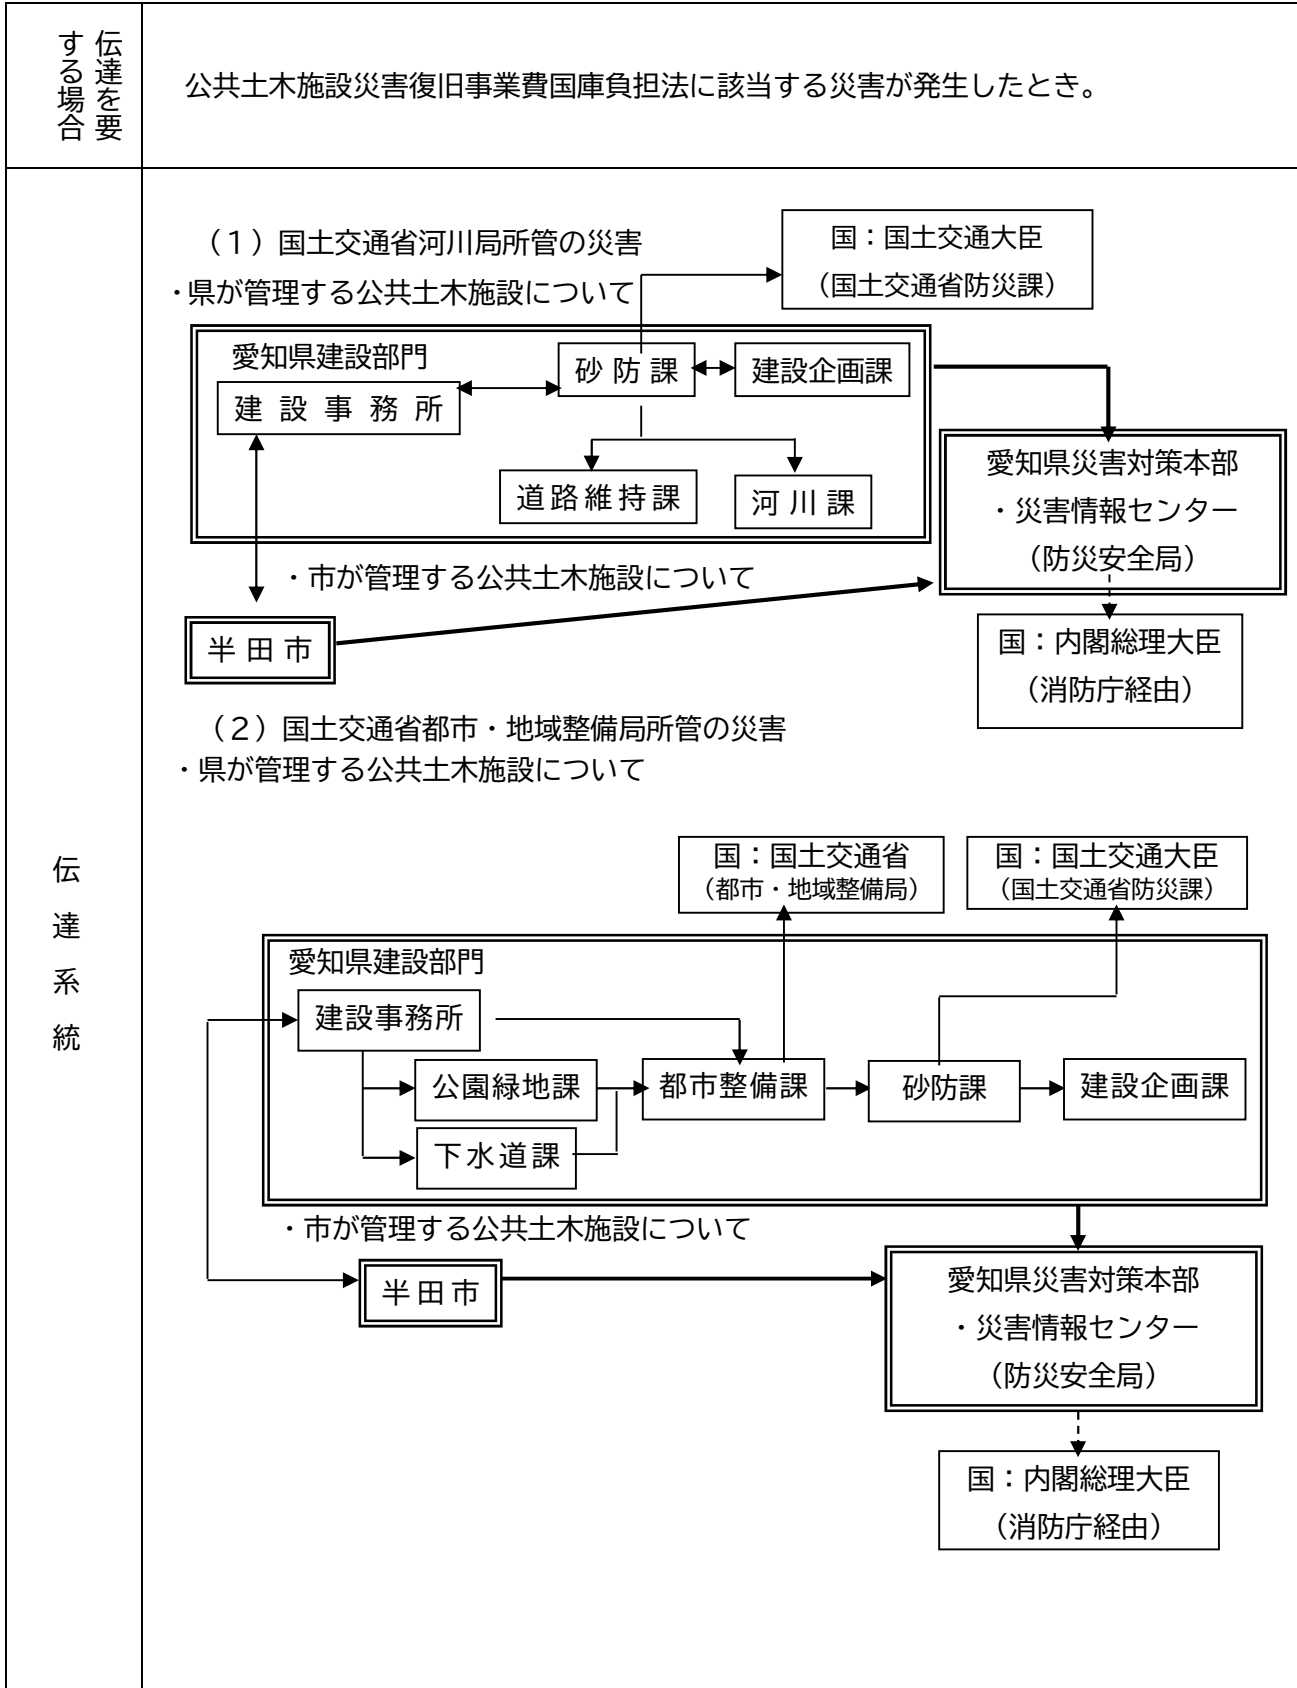 伝達を要
する場合
公共土木施設災害復旧事業費国庫負担法に該当する災害が発生したとき。
伝達系統
（１）国土交通省河川局所管の災害
・県が管理する公共土木施設について
国：国土交通大臣
（国土交通省防災課）
愛知県建設部門
建設事務所
砂防課
建設企画課
道路維持課
河川課
愛知県災害対策本部
・災害情報センター
（防災安全局）
・市が管理する公共土木施設について
半田市
国：内閣総理大臣
（消防庁経由）
（２）国土交通省都市・地域整備局所管の災害
・県が管理する公共土木施設について
国：国土交通省
（都市・地域整備局）
国：国土交通大臣
（国土交通省防災課）
愛知県建設部門
建設事務所
公園緑地課
都市整備課
砂防課
建設企画課
下水道課
・市が管理する公共土木施設について
半田市
愛知県災害対策本部
・災害情報センター
（防災安全局）
国：内閣総理大臣
（消防庁経由）